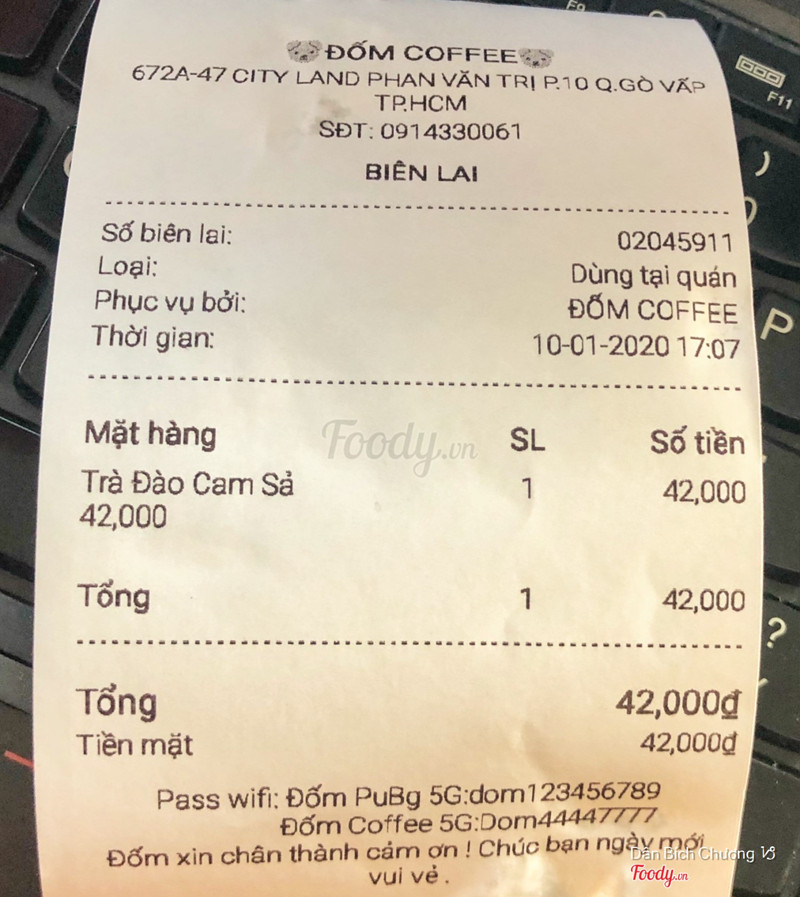 ĐỐM COFFEE
672A-47 CITY LAND PHAN VĂN TRỊ P.10 Q.GÒ VẤP
TP.HCM
SĐT: 0914330061
BIÊN LAI
Số biên lai: 02045911
Loại: Dùng tại quán
Phục vụ bởi: ĐỐM COFFEE
Thời gian: 10-01-2020 17:07
Mặt hàng SL Số tiền
Trà Đào Cam Sả 1 42,000
42,000
Tổng 1 42,000
Tổng 42,000₫
Tiền mặt 42,000₫
Pass wifi: Đốm PuBg 5G:dom123456789
Đốm Coffee 5G:Dom44447777
Đốm xin chân thành cảm ơn ! Chúc bạn ngày mới
vui vẻ .
Foody.vn
Dân Bích Chương
Foody.vn
F9
F11
)
0
P
?